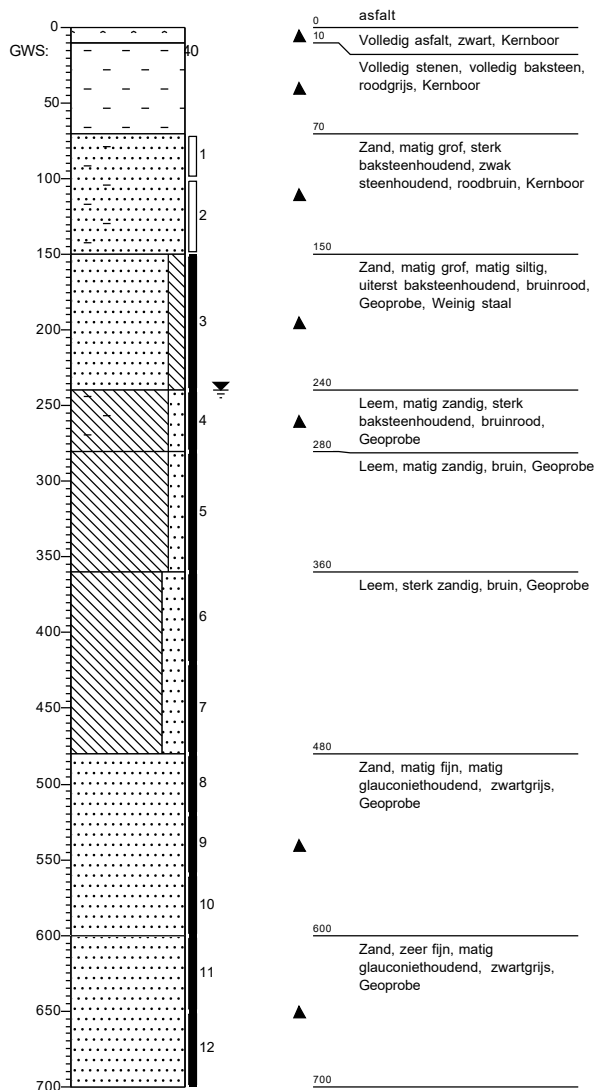 0
GWS:
40
50
100
150
200
250
300
350
400
450
500
550
600
650
700
1
2
3
4
5
6
7
8
9
10
11
12
0
asfalt
10
Volledig asfalt, zwart, Kernboor
Volledig stenen, volledig baksteen,
roodgrijs, Kernboor
70
Zand, matig grof, sterk
baksteenhoudend, zwak
steenhoudend, roodbruin, Kernboor
150
Zand, matig grof, matig siltig,
uiterst baksteenhoudend, bruinrood,
Geoprobe, Weinig staal
240
Leem, matig zandig, sterk
baksteenhoudend, bruinrood,
Geoprobe
280
Leem, matig zandig, bruin, Geoprobe
360
Leem, sterk zandig, bruin, Geoprobe
480
Zand, matig fijn, matig
glauconiethoudend, zwartgrijs,
Geoprobe
600
Zand, zeer fijn, matig
glauconiethoudend, zwartgrijs,
Geoprobe
700